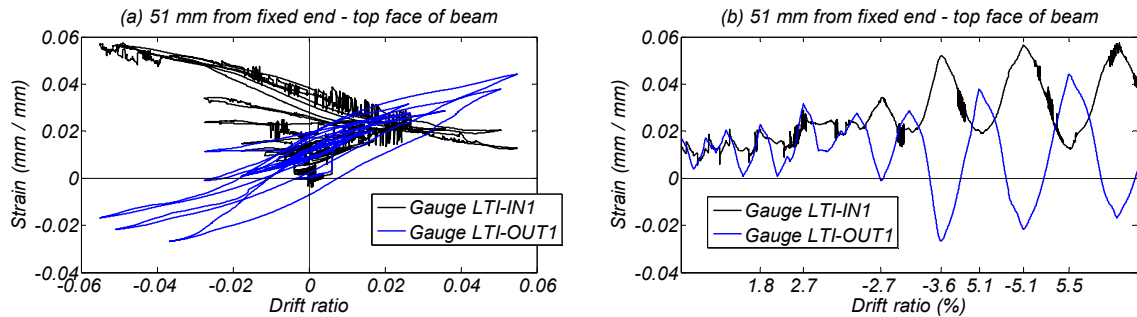 (a) 51 mm from fixed end - top face of beam
0.06
0.04
0.02
0
-0.02
-0.04
-0.06 -0.04 -0.02 0 0.02 0.04 0.06
Drift ratio
Strain (mm / mm)
Gauge LTI-IN1
Gauge LTI-OUT1
(b) 51 mm from fixed end - top face of beam
0.06
0.04
0.02
0
-0.02
-0.04
1.8 2.7 -2.7 -3.6 5.1 -5.1 5.5
Drift ratio (%)
Strain (mm / mm)
Gauge LTI-IN1
Gauge LTI-OUT1